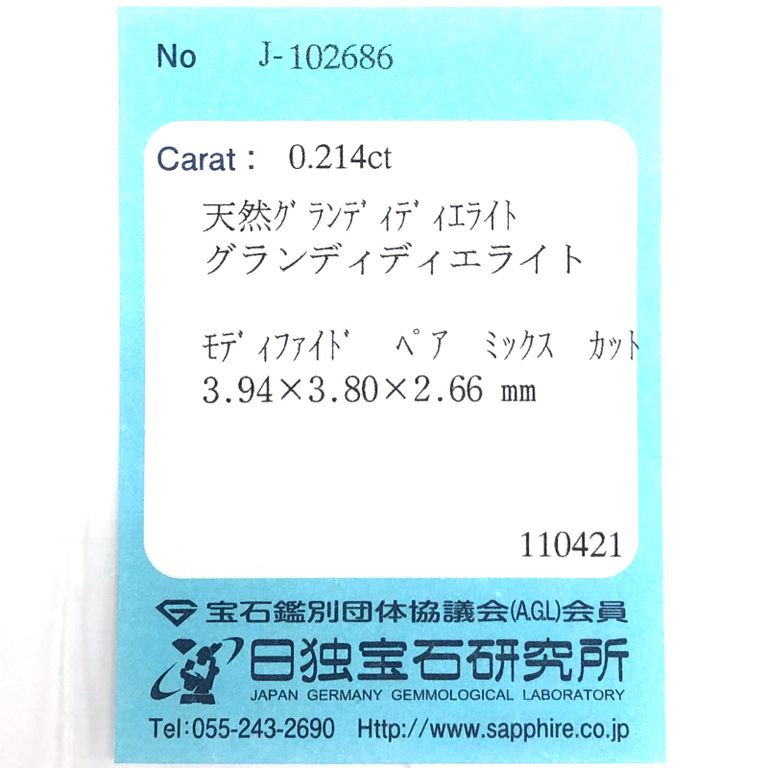 No J-102686
Carat : 0.214ct
天然ｸﾞﾗﾝﾃﾞｨﾃﾞｨｴﾗｲﾄ
グランディディエライト
ﾓﾃﾞｨﾌｧｲﾄﾞ ﾍﾟｱ ﾐｯｸｽ ｶｯﾄ
3.94×3.80×2.66 mm
110421
宝石鑑別団体協議会(A.G.L)会員
日独宝石研究所
JAPAN GERMANY GEMMOLOGICAL LABORATORY
Tel:055-243-2690 Http://www.sapphire.co.jp